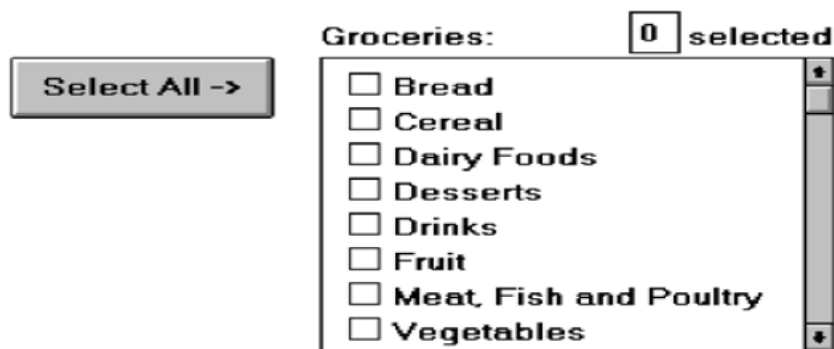 Groceries: 0 selected
Select All ->
Bread
Cereal
Dairy Foods
Desserts
Drinks
Fruit
Meat, Fish and Poultry
Vegetables